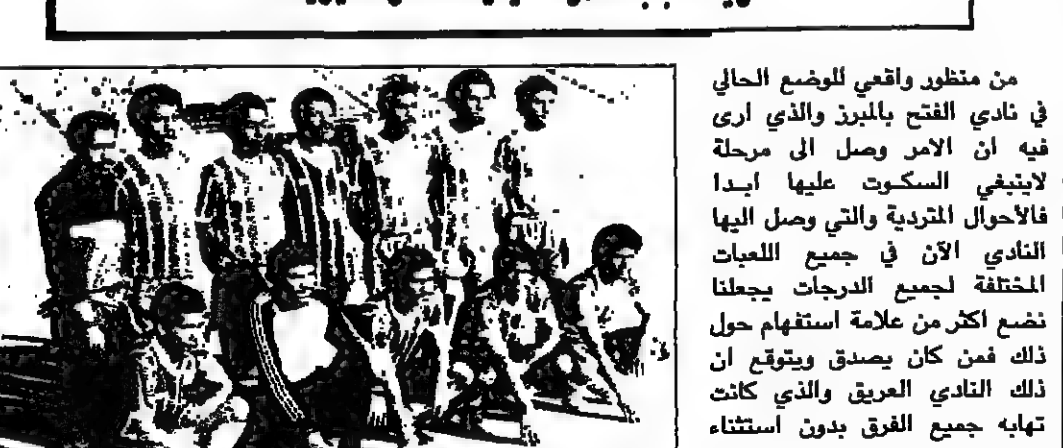 من منظور واقعي للوضع الحالي
في نادي الفتح بالمبرز والذي ارى
فيه ان الامر وصل الى مرحلة
لاينبغي السكوت عليها ابدا
فالأحوال المتردية والتي وصل اليها
النادي الآن في جميع اللعبات
المختلفة لجميع الدرجات يجعلنا
نضع اكثر من علامة استفهام حول
ذلك فمن كان يصدق ويتوقع ان
ذلك النادي العريق والذي كانت
تهابه جميع الفرق بدون استثناء